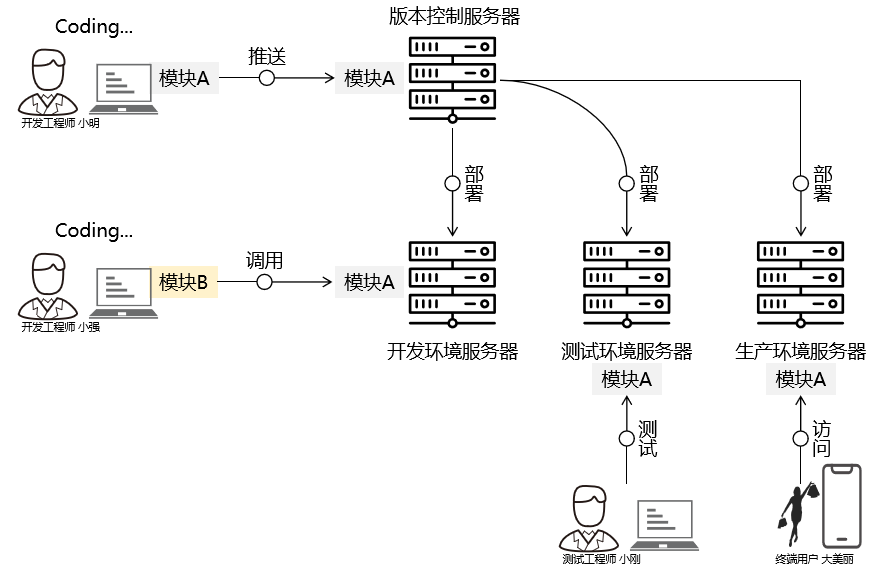 版本控制服务器
Coding...
推送
模块A
模块A
开发工程师 小明
部署
部署
部署
Coding...
调用
模块B
模块A
开发工程师 小强
开发环境服务器
测试环境服务器
生产环境服务器
模块A
模块A
测试
访问
测试工程师 小刚
终端用户 大美丽